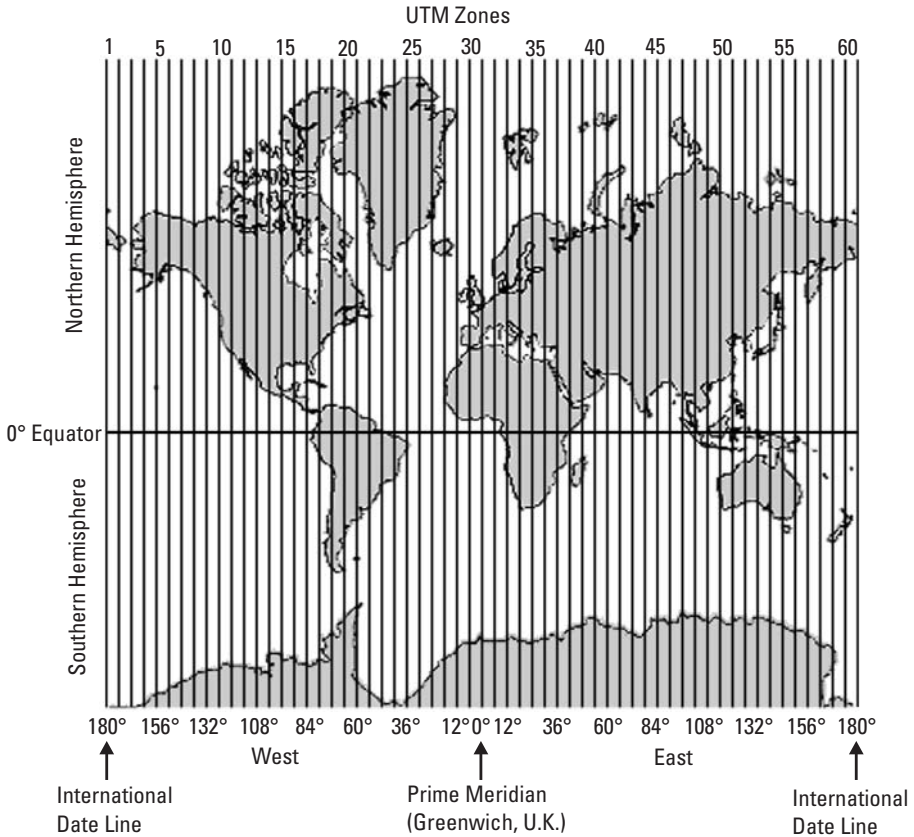 UTM Zones
1 5 10 15 20 25 30 35 40 45 50 55 60
Northern Hemisphere
0° Equator
Southern Hemisphere
180° 156° 132° 108° 84° 60° 36° 12° 0° 12° 36° 60° 84° 108° 132° 156° 180°
West East
International
Date Line
Prime Meridian
(Greenwich, U.K.)
International
Date Line